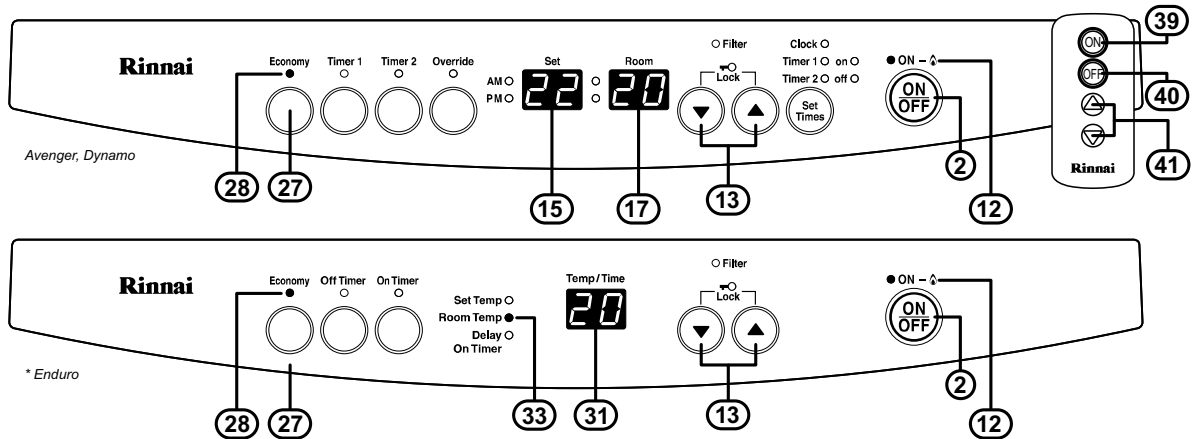 39
ON
Filter
Clock
Rinnai
Economy Timer 1 Timer 2 Override
Set
Room
Lock
Timer 1 on
Timer 2 off
ON –
OFF
40
AM
PM
22
20
Set
Times
ON
OFF
Avenger, Dynamo
Rinnai
28
27
15
17
13
2
12
41
Filter
Rinnai
Economy Off Timer On Timer
Temp/Time
Lock
ON –
Set Temp
Room Temp
Delay
On Timer
20
ON
OFF
* Enduro
28
27
33
31
13
2
12